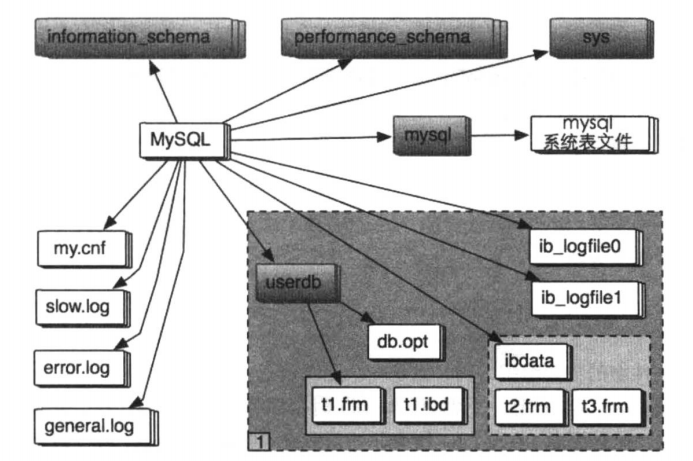 information_schema
performance_schema
sys
MySQL
mysql
mysql
系统表文件
my.cnf
slow.log
error.log
general.log
userdb
db.opt
t1.frm
t1.ibd
ib_logfile0
ib_logfile1
ibdata
t2.frm
t3.frm
1